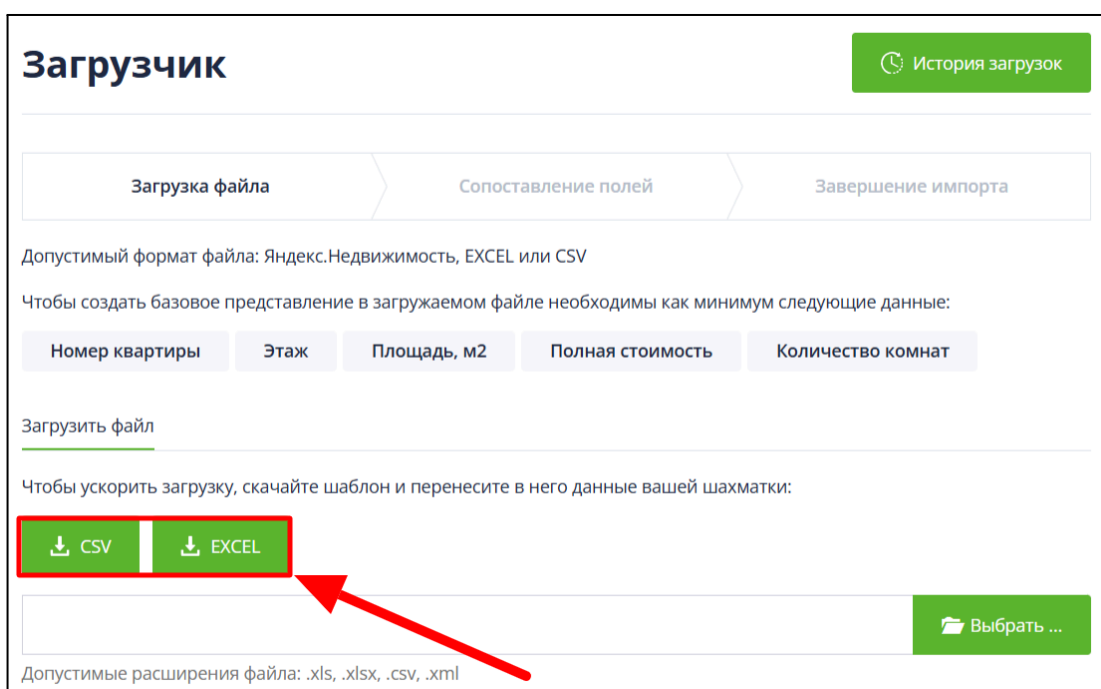 Загрузчик
История загрузок
Загрузка файла
Сопоставление полей
Завершение импорта
Допустимый формат файла: Яндекс.Недвижимость, EXCEL или CSV
Чтобы создать базовое представление в загружаемом файле необходимы как минимум следующие данные:
Номер квартиры
Этаж
Площадь, м2
Полная стоимость
Количество комнат
Загрузить файл
Чтобы ускорить загрузку, скачайте шаблон и перенесите в него данные вашей шахматки:
CSV
EXCEL
Выбрать ...
Допустимые расширения файла: .xls, .xlsx, .csv, .xml